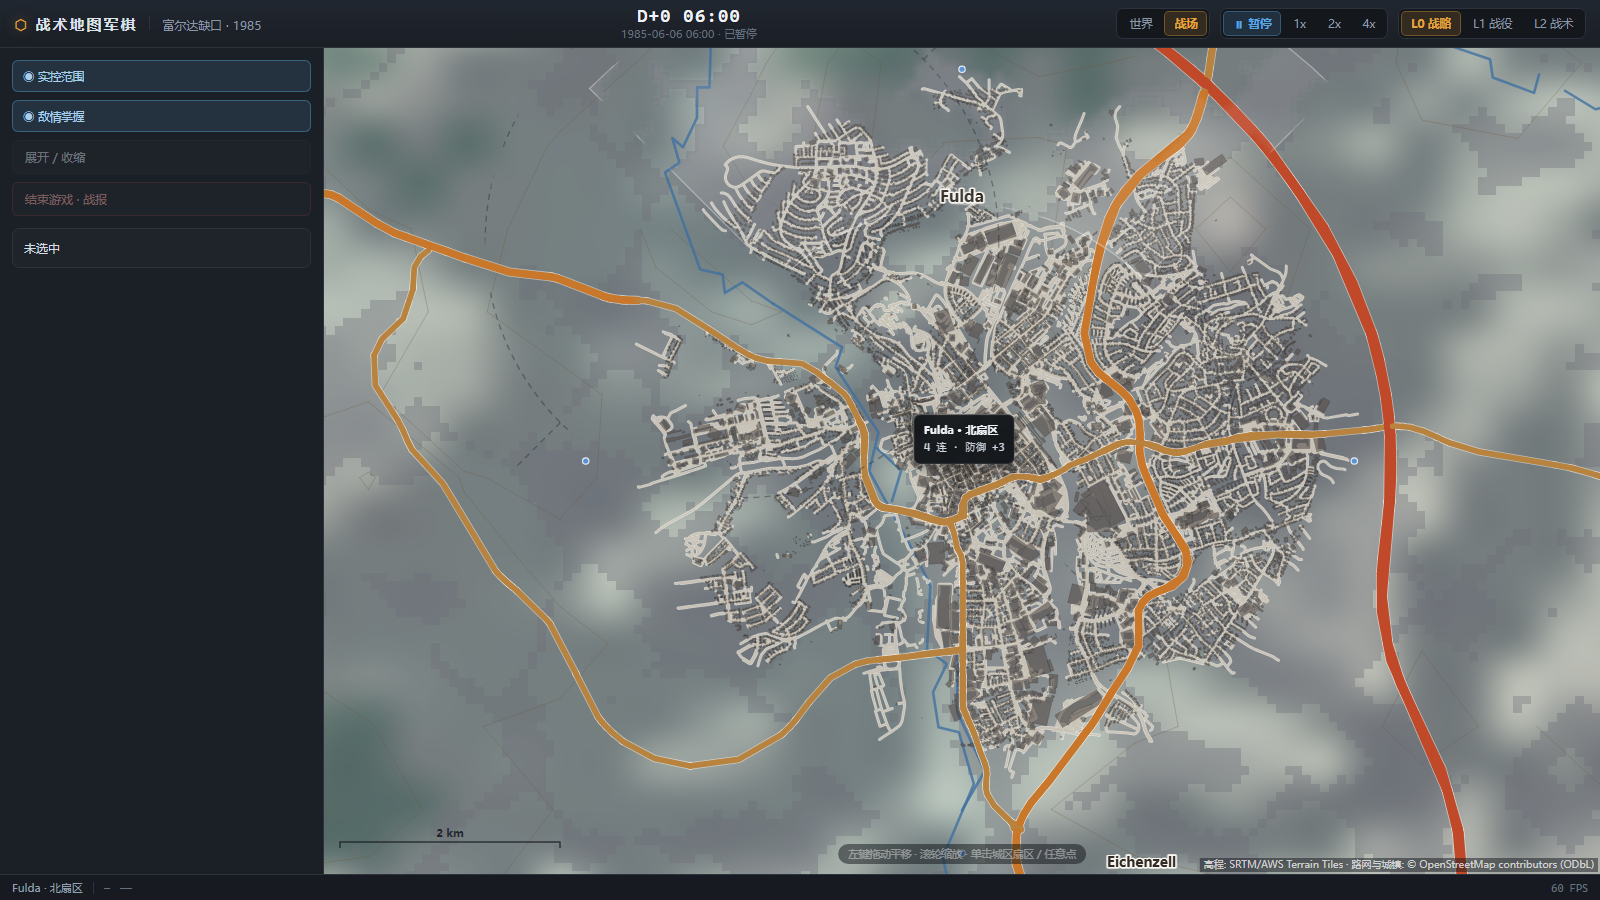 战术地图军棋
富尔达缺口 · 1985
D+0 06:00
1985-06-06 06:00 · 已暂停
世界
战场
暂停
1x
2x
4x
L0 战略
L1 战役
L2 战术
实控范围
敌情掌握
展开 / 收缩
结束游戏 · 战报
未选中
Fulda
Fulda • 北扇区
4 连 · 防御 +3
2 km
左键拖动平移 · 滚轮缩放 · 单击城区扇区 / 任意点
Eichenzell
高程: SRTM/AWS Terrain Tiles · 路网与城镇: © OpenStreetMap contributors (ODbL)
Fulda · 北扇区
– —
60 FPS